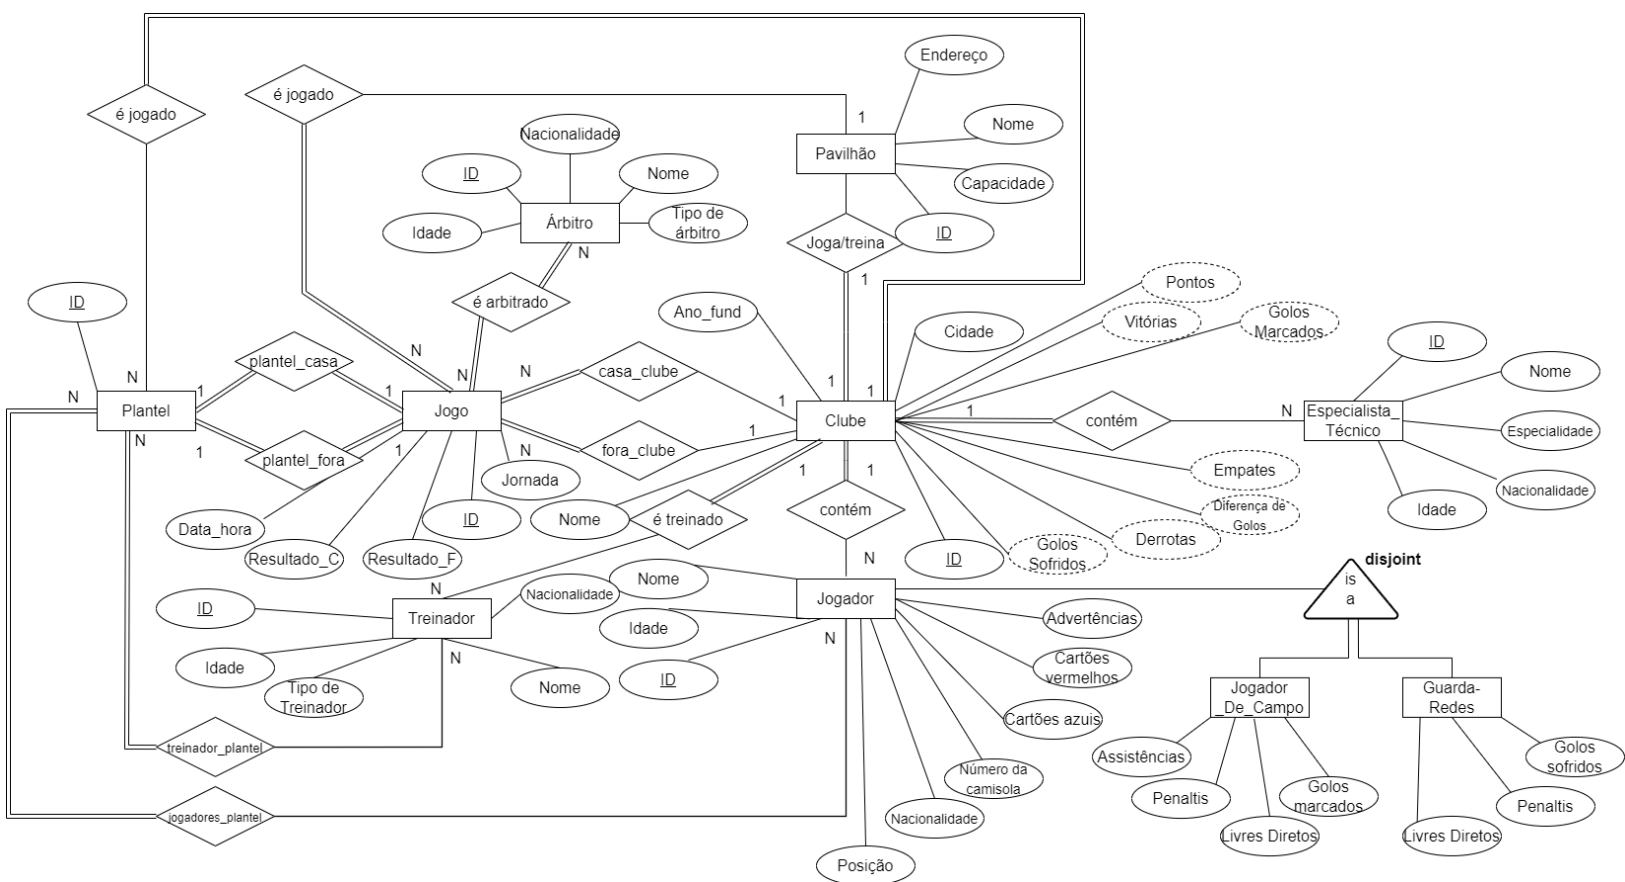 é jogado
é jogado
Endereço
1
Nome
Pavilhão
Capacidade
ID
Nacionalidade
ID
Nome
Árbitro
Tipo de
árbitro
Idade
N
Joga/treina
1
é arbitrado
ID
Ano_fund
Cidade
Pontos
Vitórias
Golos
Marcados
ID
Nome
N
plantel_casa
N
N
N
casa_clube
1
1
N
1
1
1
Plantel
Jogo
Clube
1
contém
N
Especialista_
Técnico
Especialidade
N
1
plantel_fora
1
N
fora_clube
1
1
1
Empates
Nacionalidade
Jornada
Idade
Data_hora
Resultado_C
Resultado_F
ID
Nome
é treinado
contém
ID
Golos
Sofridos
Derrotas
Diferença de
Golos
N
N
Nacionalidade
Nome
disjoint
is
a
ID
Treinador
Jogador
Idade
N
N
Advertências
Idade
Tipo de
Treinador
Nome
ID
Cartões
vermelhos
Cartões azuis
Jogador
_De_Campo
Guarda-
Redes
treinador_plantel
Número da
camisola
Assistências
Penaltis
Golos
marcados
Golos
sofridos
Penaltis
jogadores_plantel
Nacionalidade
Livres Diretos
Livres Diretos
Posição